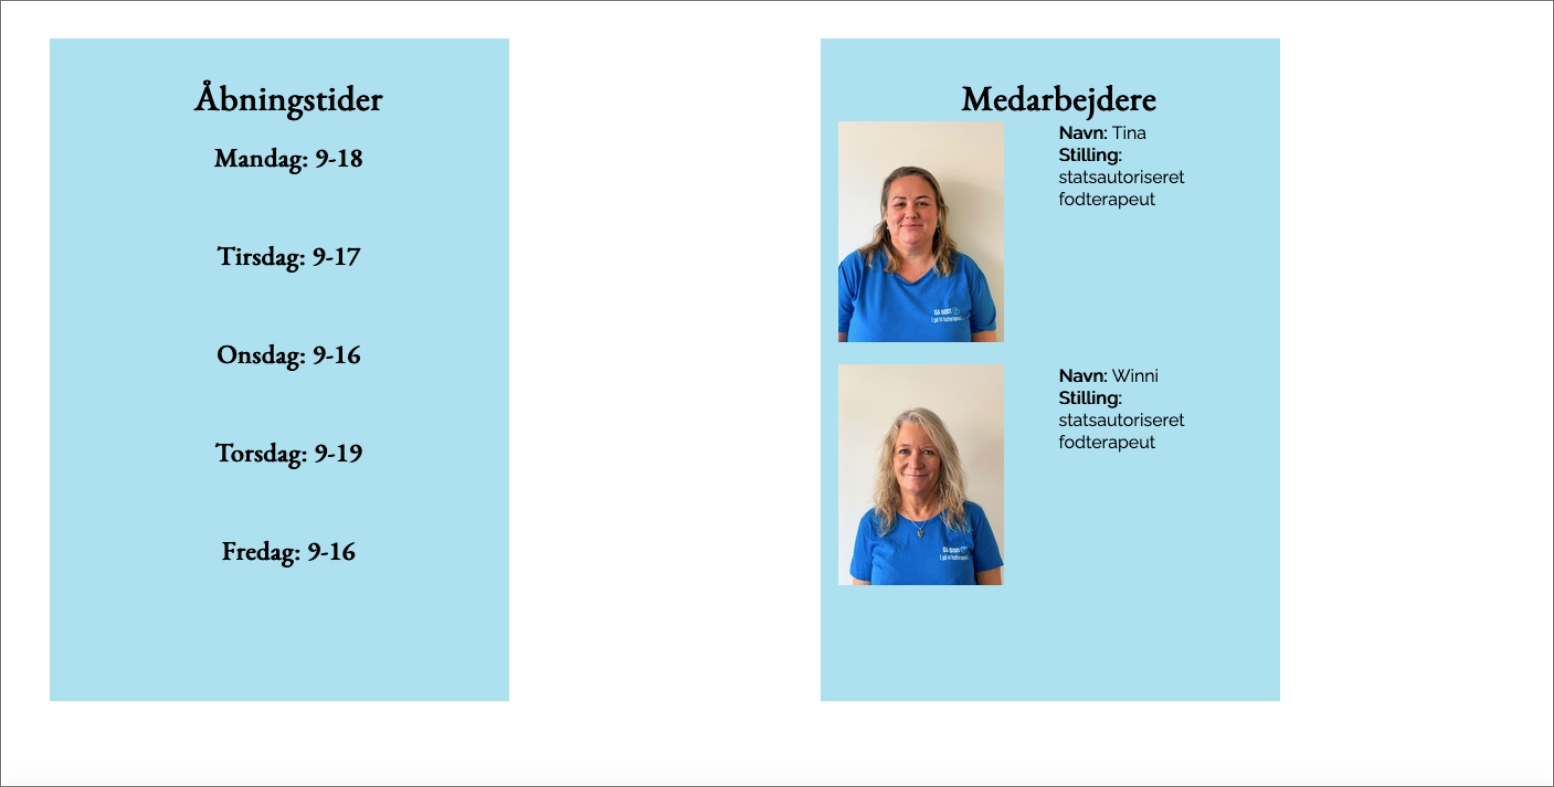 Åbningstider
Mandag: 9-18
Tirsdag: 9-17
Onsdag: 9-16
Torsdag: 9-19
Fredag: 9-16
Medarbejdere
Navn: Tina
Stilling:
statsautoriseret
fodterapeut
Navn: Winni
Stilling:
statsautoriseret
fodterapeut